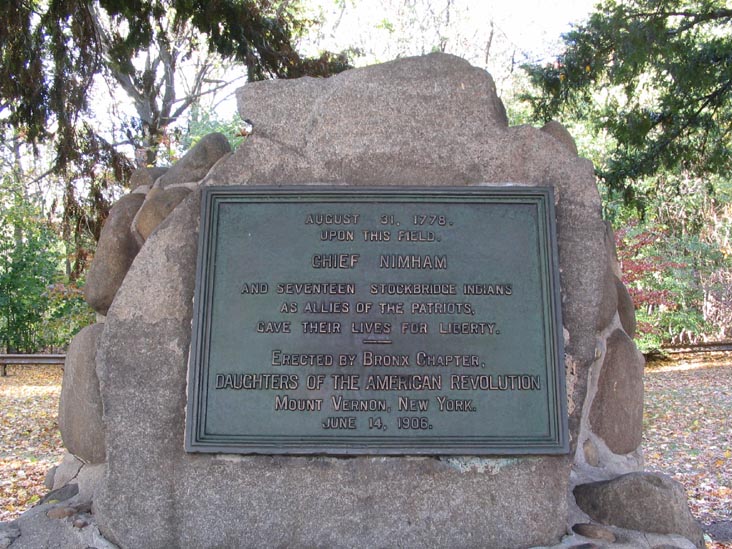 AUGUST 31, 1778.
UPON THIS FIELD,
CHIEF NIMHAM
AND SEVENTEEN STOCKBRIDGE INDIANS
AS ALLIES OF THE PATRIOTS,
GAVE THEIR LIVES FOR LIBERTY.
ERECTED BY BRONX CHAPTER,
DAUGHTERS OF THE AMERICAN REVOLUTION
MOUNT VERNON, NEW YORK.
JUNE 14, 1906.